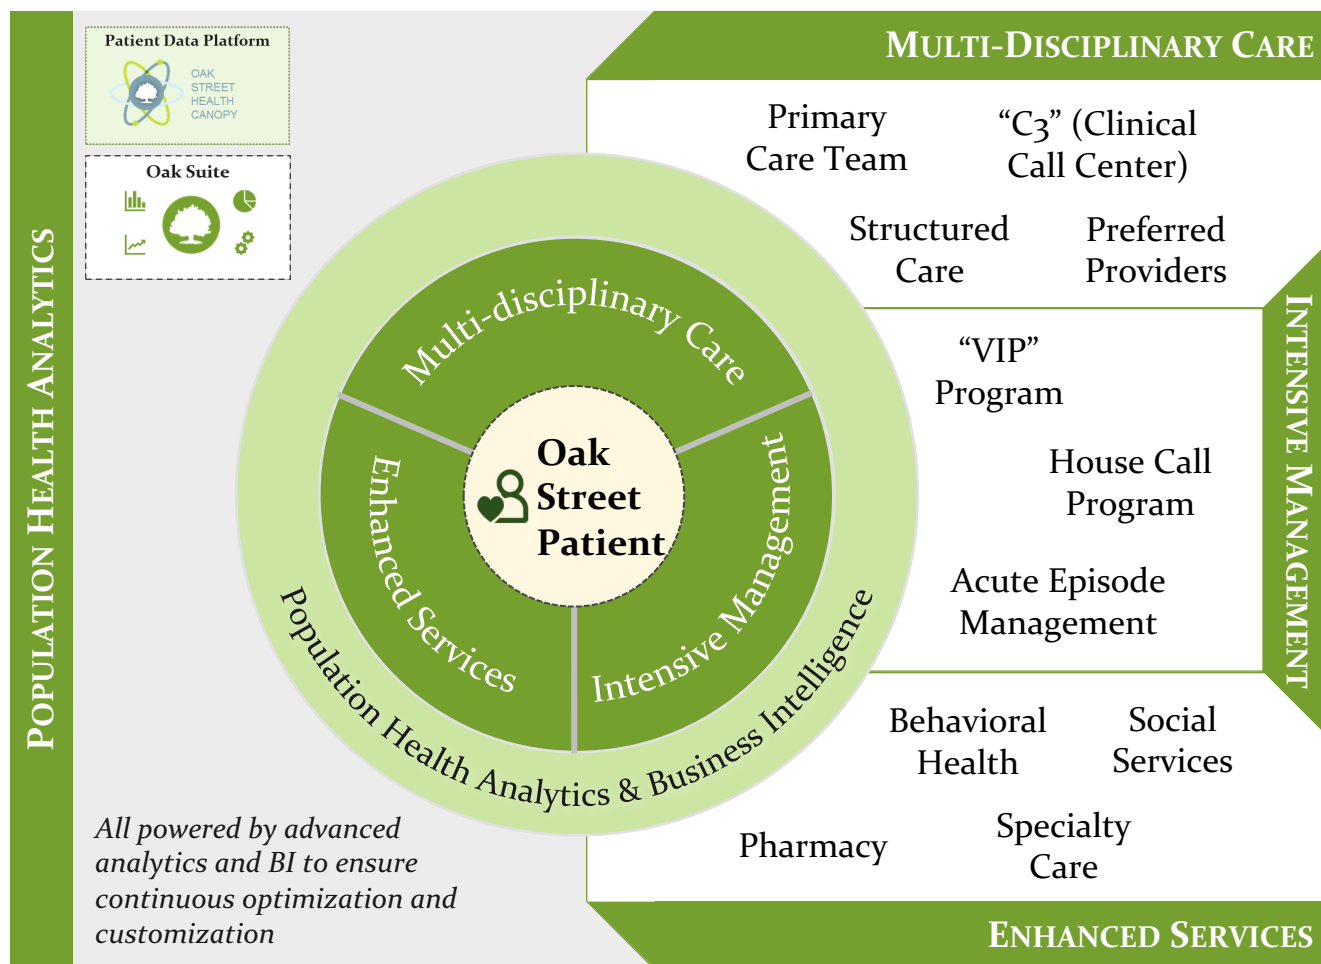 POPULATION HEALTH ANALYTICS
Patient Data Platform
OAK
STREET
HEALTH
CANOPY
Oak Suite
Multi-disciplinary Care
Enhanced Services
Intensive Management
Oak
Street
Patient
Population Health Analytics & Business Intelligence
All powered by advanced
analytics and BI to ensure
continuous optimization and
customization
MULTI-DISCIPLINARY CARE
Primary
Care Team
“C3” (Clinical
Call Center)
Structured
Care
Preferred
Providers
INTENSIVE MANAGEMENT
“VIP”
Program
House Call
Program
Acute Episode
Management
Behavioral
Health
Social
Services
Pharmacy
Specialty
Care
ENHANCED SERVICES